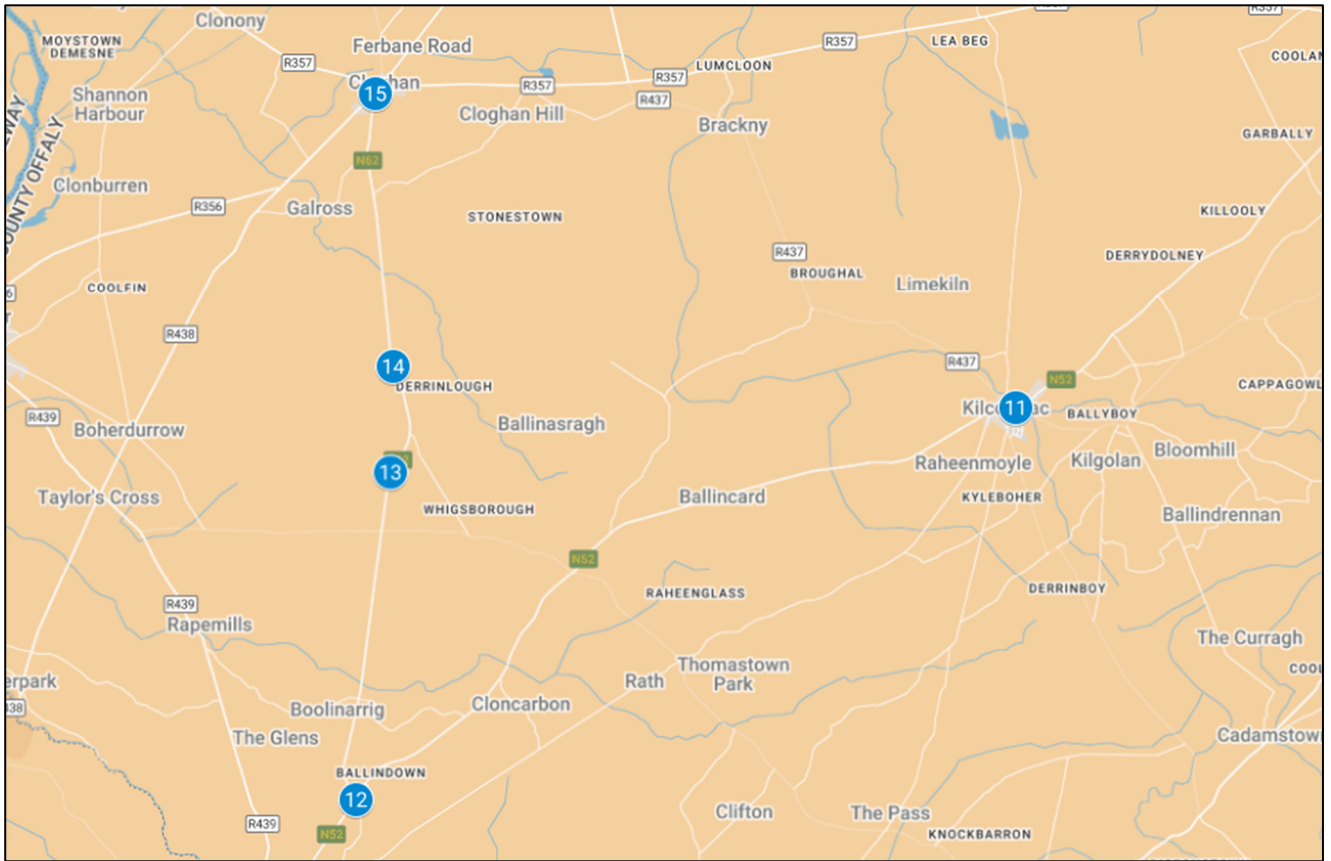 Clonony
MOYSTOWN
DEMESNE
Ferbane Road
R357
LEA BEG
R357
LUMCLOON
R357
R357
R437
Shannon
Harbour
15
Cloghan Hill
Brackny
GARBALLY
COUNTY OFFALY
N62
Clonburren
R356
Galross
STONESTOWN
KILLOOLY
R437
DERRYDOLNEY
BROUGHAL
Limekiln
COOLFIN
R438
14
DERRINLOUGH
R437
N52
R439
Boherdurrow
Ballinasragh
11
BALLYBOY
Bloomhill
Kilgolan
Raheenmoyle
13
Taylor's Cross
WHIGSBOROUGH
Ballincard
KYLEBOHER
Ballindrennan
N52
R439
Rapemills
RAHEENGLASS
DERRINBOY
The Curragh
Thomastown
Park
Rath
Cloncarbon
Boolinarrig
The Glens
BALLINDOWN
12
R439
N52
Clifton
The Pass
KNOCKBARRON